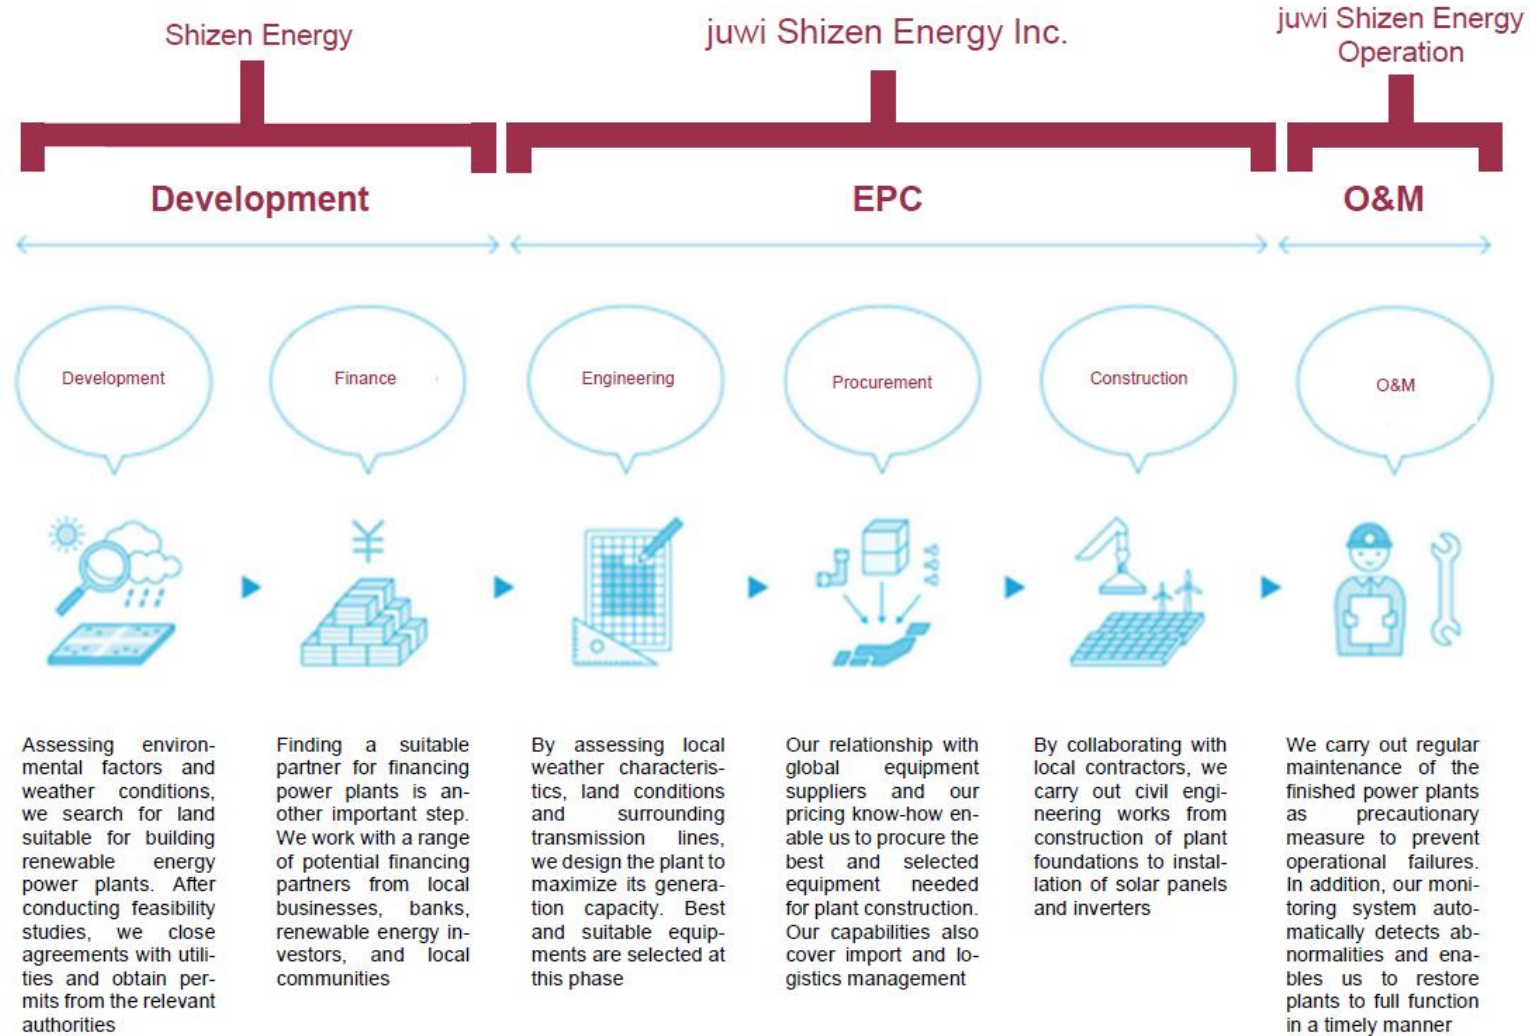 Shizen Energy
juwi Shizen Energy Inc.
juwi Shizen Energy
Operation
Development
EPC
O&M
Development
Finance
Engineering
Procurement
Construction
O&M
¥
Assessing environ-
mental factors and
weather conditions,
we search for land
suitable for building
renewable energy
power plants. After
conducting feasibility
studies, we close
agreements with utili-
ties and obtain per-
mits from the relevant
authorities
Finding a suitable
partner for financing
power plants is an-
other important step.
We work with a range
of potential financing
partners from local
businesses, banks,
renewable energy in-
vestors, and local
communities
By assessing local
weather characteris-
tics, land conditions
and surrounding
transmission lines,
we design the plant to
maximize its genera-
tion capacity. Best
and suitable equip-
ments are selected at
this phase
Our relationship with
global equipment
suppliers and our
pricing know-how en-
able us to procure the
best and selected
equipment needed
for plant construction.
Our capabilities also
cover import and lo-
gistics management
By collaborating with
local contractors, we
carry out civil engi-
neering works from
construction of plant
foundations to instal-
lation of solar panels
and inverters
We carry out regular
maintenance of the
finished power plants
as precautionary
measure to prevent
operational failures.
In addition, our moni-
toring system auto-
matically detects ab-
normalities and ena-
bles us to restore
plants to full function
in a timely manner